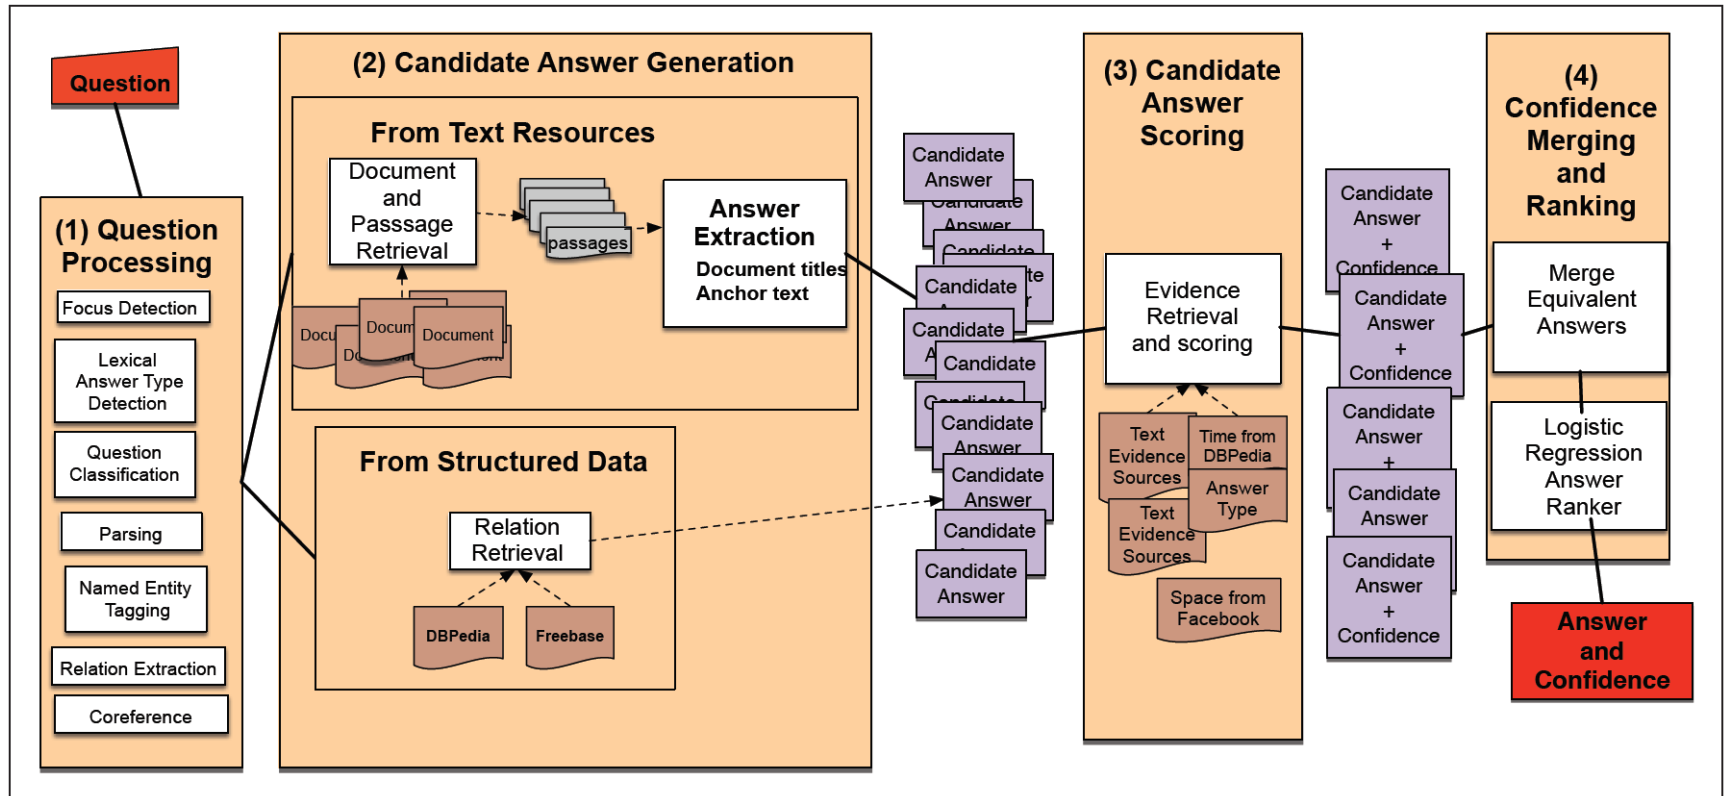 Question
(1) Question
Processing
Focus Detection
Lexical
Answer Type
Detection
Question
Classification
Parsing
Named Entity
Tagging
Relation Extraction
Coreference
(2) Candidate Answer Generation
From Text Resources
Document
and
Passsage
Retrieval
passages
Answer
Extraction
Document titles
Anchor text
Document
From Structured Data
Relation
Retrieval
DBPedia
Freebase
Candidate
Answer
Candidate
Answer
Candidate
Candidate
Candidate
Candidate
Candidate
Answer
Candidate
Answer
Candidate
Candidate
Answer
(3) Candidate
Answer
Scoring
Evidence
Retrieval
and scoring
Text
Evidence
Sources
Time from
DBPedia
Answer
Type
Text
Evidence
Sources
Space from
Facebook
Candidate
Answer
+
Confidence
Candidate
Answer
+
Confidence
Candidate
Answer
+
Candidate
Answer
Candidate
Answer
+
Confidence
(4)
Confidence
Merging
and
Ranking
Merge
Equivalent
Answers
Logistic
Regression
Answer
Ranker
Answer
and
Confidence